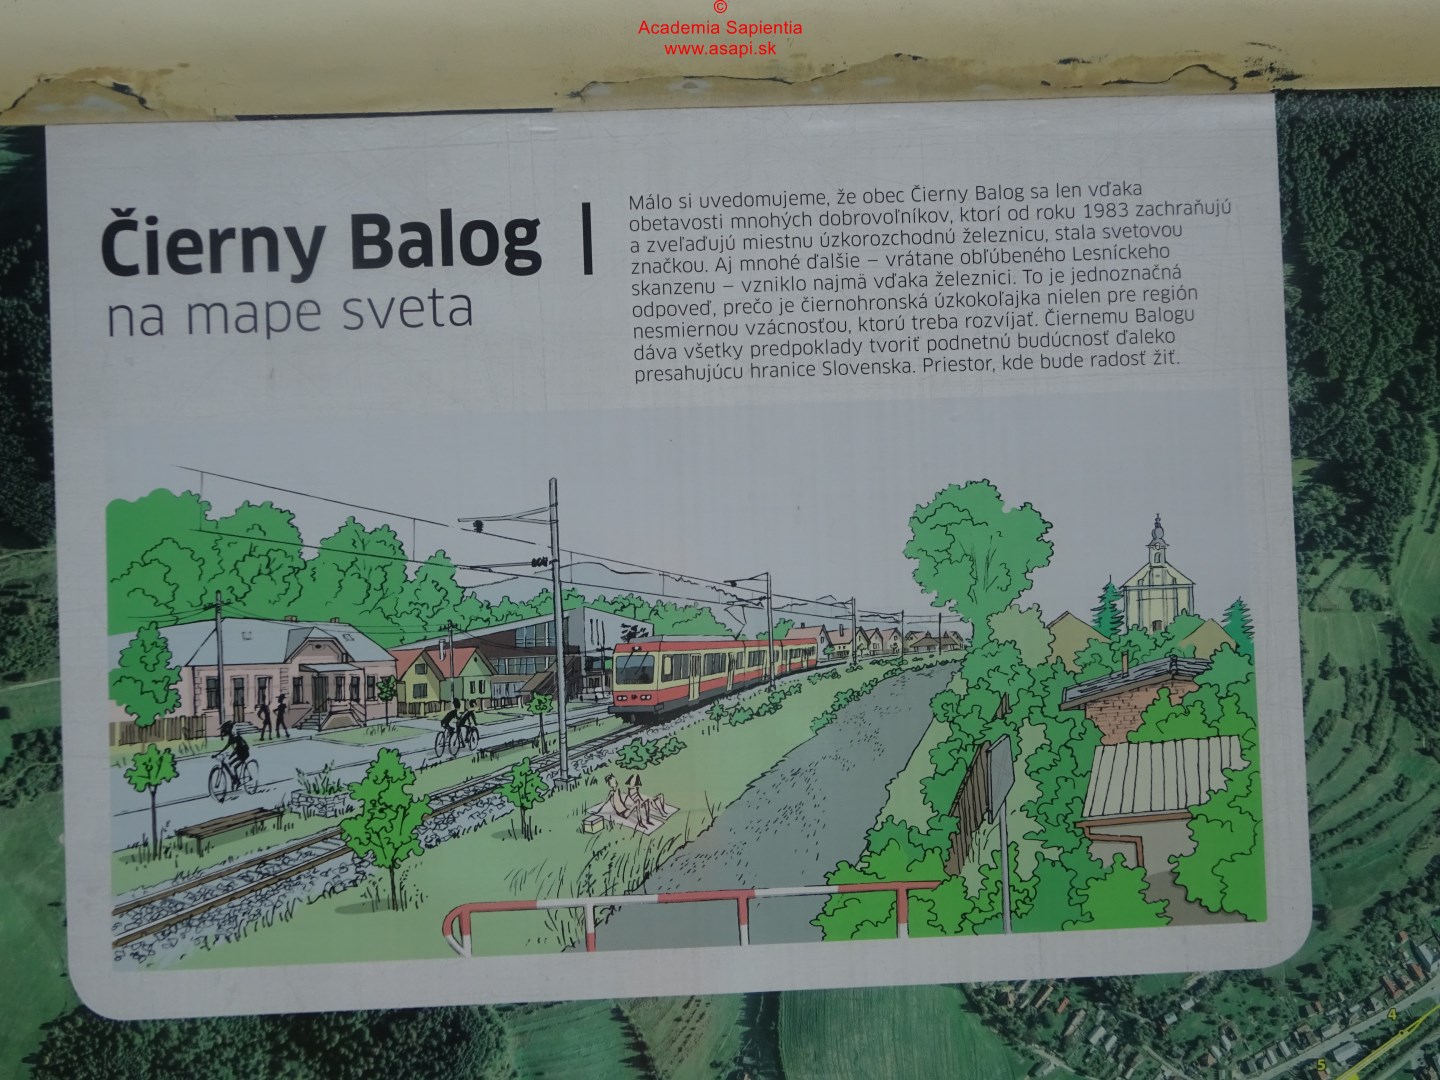 ©
Academia Sapientia
www.asapi.sk
Čierny Balog
na mape sveta
Málo si uvedomujeme, že obec Čierny Balog sa len vďaka
obetavosti mnohých dobrovoľníkov, ktorí od roku 1983 zachraňujú
a zveľaďujú miestnu úzkorozchodnú železnicu, stala svetovou
značkou. Aj mnohé ďalšie – vrátane obľúbeného Lesníckeho
skanzenu – vzniklo najmä vďaka železnici. To je jednoznačná
odpoveď, prečo je čiernohronská úzkokoľajka nielen pre región
nesmiernou vzácnosťou, ktorú treba rozvíjať. Čiernemu Balogu
dáva všetky predpoklady tvoriť podnetnú budúcnosť ďaleko
presahujúcu hranice Slovenska. Priestor, kde bude radosť žiť.
4
5